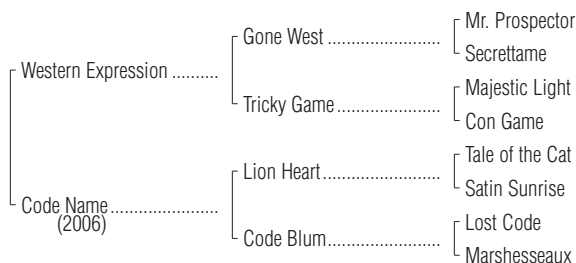 Mr. Prospector
Gone West ..............................
Secrettame
Western Expression ..........
Majestic Light
Tricky Game...........................
Con Game
Tale of the Cat
Lion Heart...............................
Satin Sunrise
Code Name.............................
(2006)
Lost Code
Code Blum .............................
Marshesseaux